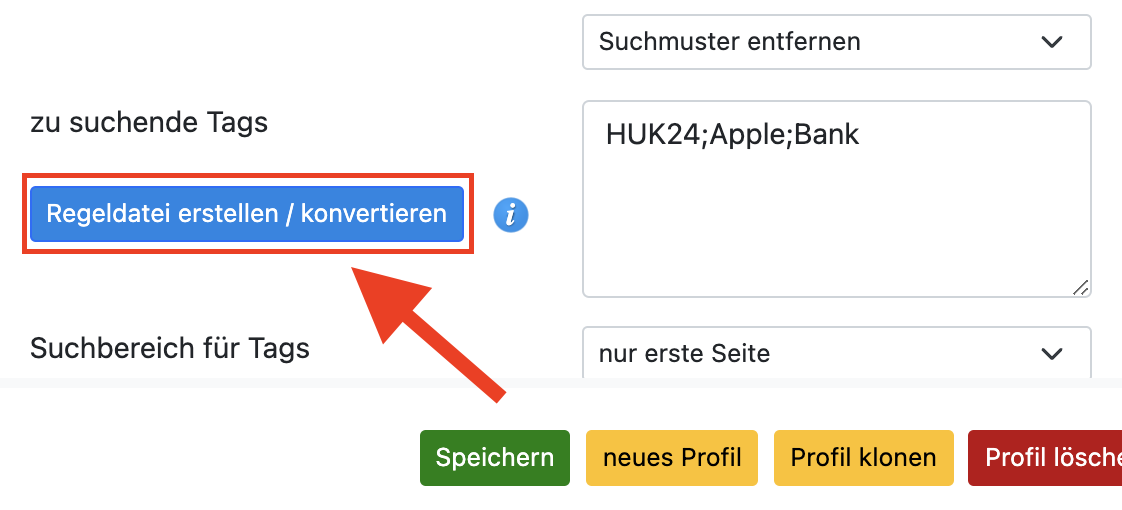 Suchmuster entfernen
zu suchende Tags
HUK24;Apple;Bank
Regeldatei erstellen / konvertieren
i
Suchbereich für Tags
nur erste Seite
Speichern
neues Profil
Profil klonen
Profil lösche